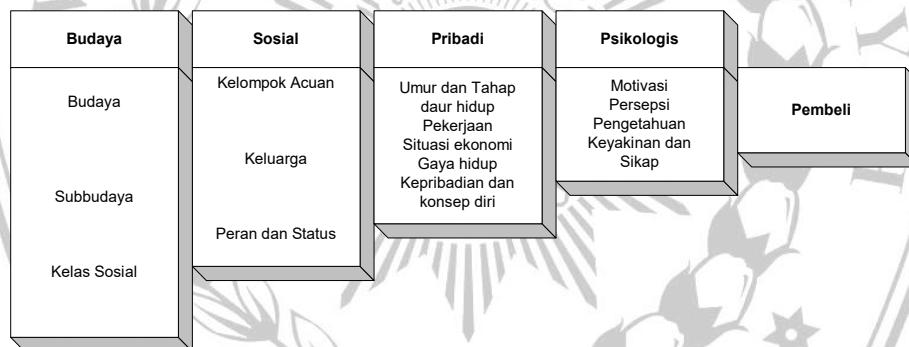 Budaya
Budaya
Subbudaya
Kelas Sosial
Sosial
Kelompok Acuan
Keluarga
Peran dan Status
Pribadi
Umur dan Tahap
daur hidup
Pekerjaan
Situasi ekonomi
Gaya hidup
Kepribadian dan
konsep diri
Psikologis
Motivasi
Persepsi
Pengetahuan
Keyakinan dan
Sikap
Pembeli